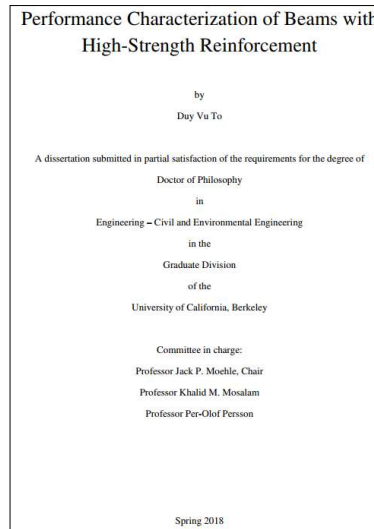 Performance Characterization of Beams with
High-Strength Reinforcement
by
Duy Vu To
A dissertation submitted in partial satisfaction of the requirements for the degree of
Doctor of Philosophy
in
Engineering – Civil and Environmental Engineering
in the
Graduate Division
of the
University of California, Berkeley
Committee in charge:
Professor Jack P. Moehle, Chair
Professor Khalid M. Mosalam
Professor Per-Olof Persson
Spring 2018